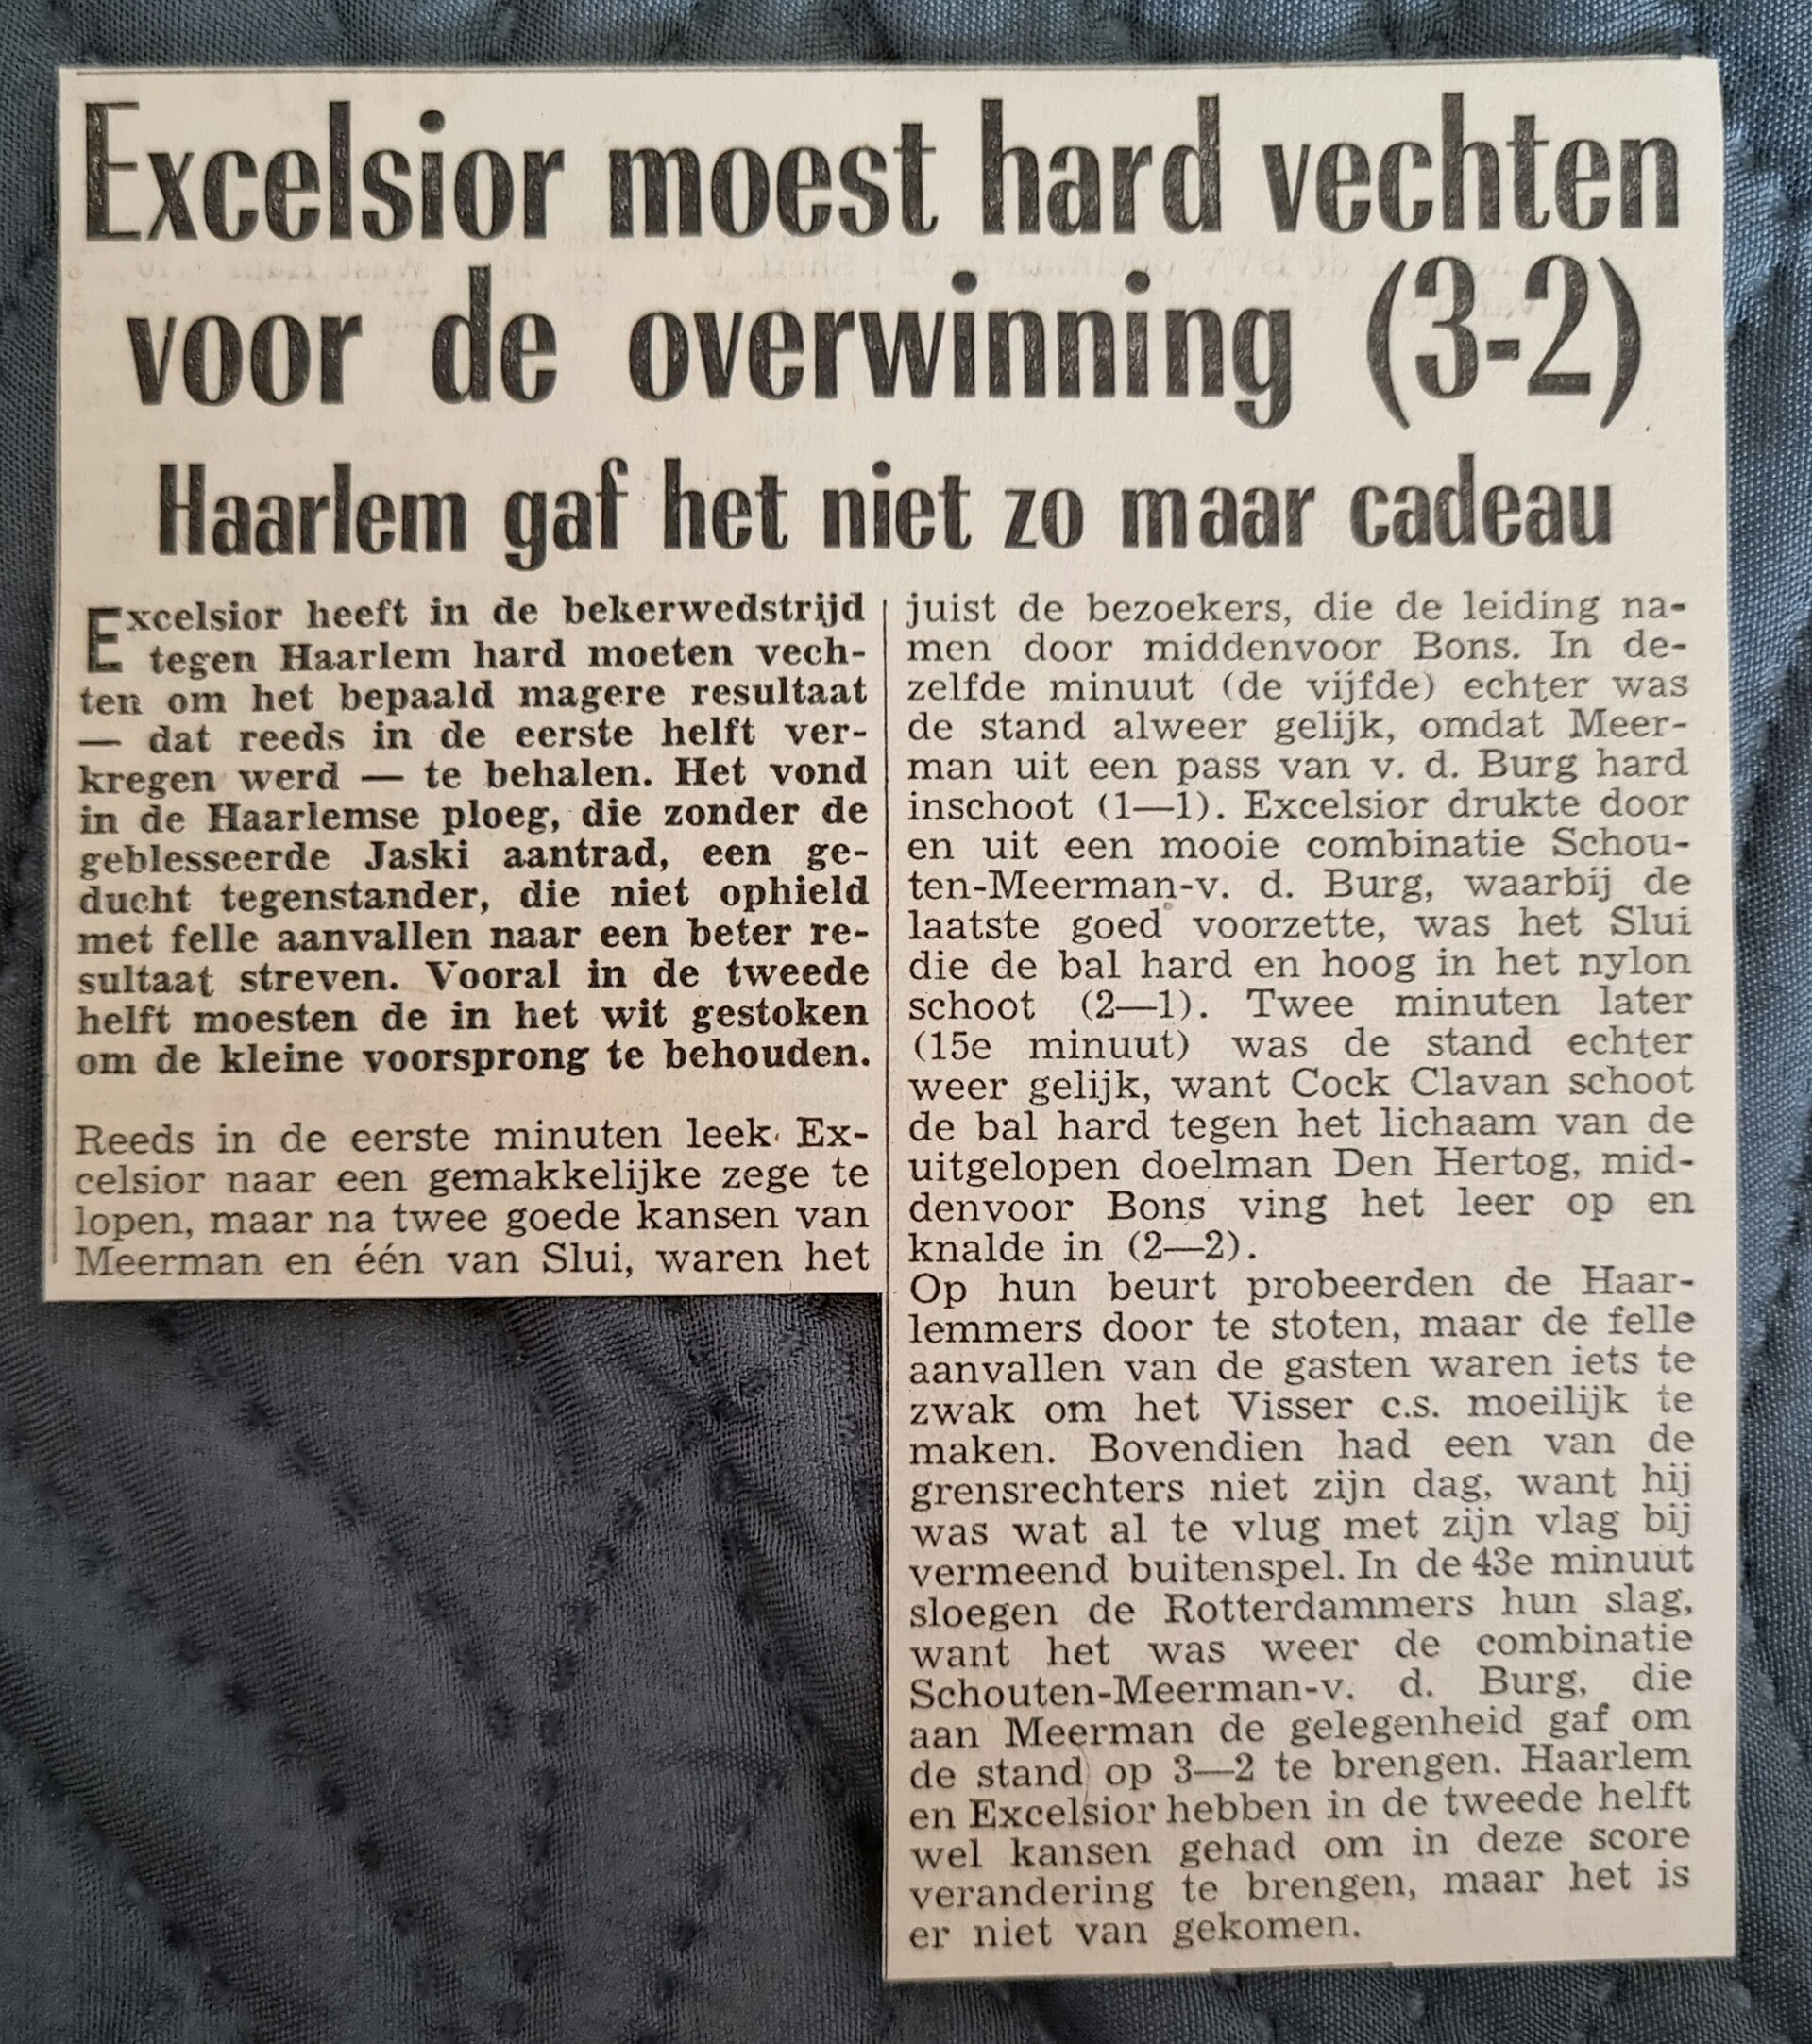 Excelsior moest hard vechten
voor de overwinning (3-2)
Haarlem gaf het niet zo maar cadeau
Excelsior heeft in de bekerwedstrijd
tegen Haarlem hard moeten vech-
ten om het bepaald magere resultaat
— dat reeds in de eerste helft ver-
kregen werd — te behalen. Het vond
in de Haarlemse ploeg, die zonder de
geblesseerde Jaski aantrad, een ge-
ducht tegenstander, die niet ophield
met felle aanvallen naar een beter re-
sultaat streven. Vooral in de tweede
helft moesten de in het wit gestoken
om de kleine voorsprong te behouden.
Reeds in de eerste minuten leek Ex-
celsior naar een gemakkelijke zege te
lopen, maar na twee goede kansen van
Meerman en één van Slui, waren het
juist de bezoekers, die de leiding na-
men door middenvoor Bons. In de-
zelfde minuut (de vijfde) echter was
de stand alweer gelijk, omdat Meer-
man uit een pass van v. d. Burg hard
inschoot (1—1). Excelsior drukte door
en uit een mooie combinatie Schou-
ten-Meerman-v. d. Burg, waarbij de
laatste goed voorzette, was het Slui
die de bal hard en hoog in het nylon
schoot (2—1). Twee minuten later
(15e minuut) was de stand echter
weer gelijk, want Cock Clavan schoot
de bal hard tegen het lichaam van de
uitgelopen doelman Den Hertog, mid-
denvoor Bons ving het leer op en
knalde in (2—2).
Op hun beurt probeerden de Haar-
lemmers door te stoten, maar de felle
aanvallen van de gasten waren iets te
zwak om het Visser c.s. moeilijk te
maken. Bovendien had een van de
grensrechters niet zijn dag, want hij
was wat al te vlug met zijn vlag bij
vermeend buitenspel. In de 43e minuut
sloegen de Rotterdammers hun slag,
want het was weer de combinatie
Schouten-Meerman-v. d. Burg, die
aan Meerman de gelegenheid gaf om
de stand op 3—2 te brengen. Haarlem
en Excelsior hebben in de tweede helft
wel kansen gehad om in deze score
verandering te brengen, maar het is
er niet van gekomen.